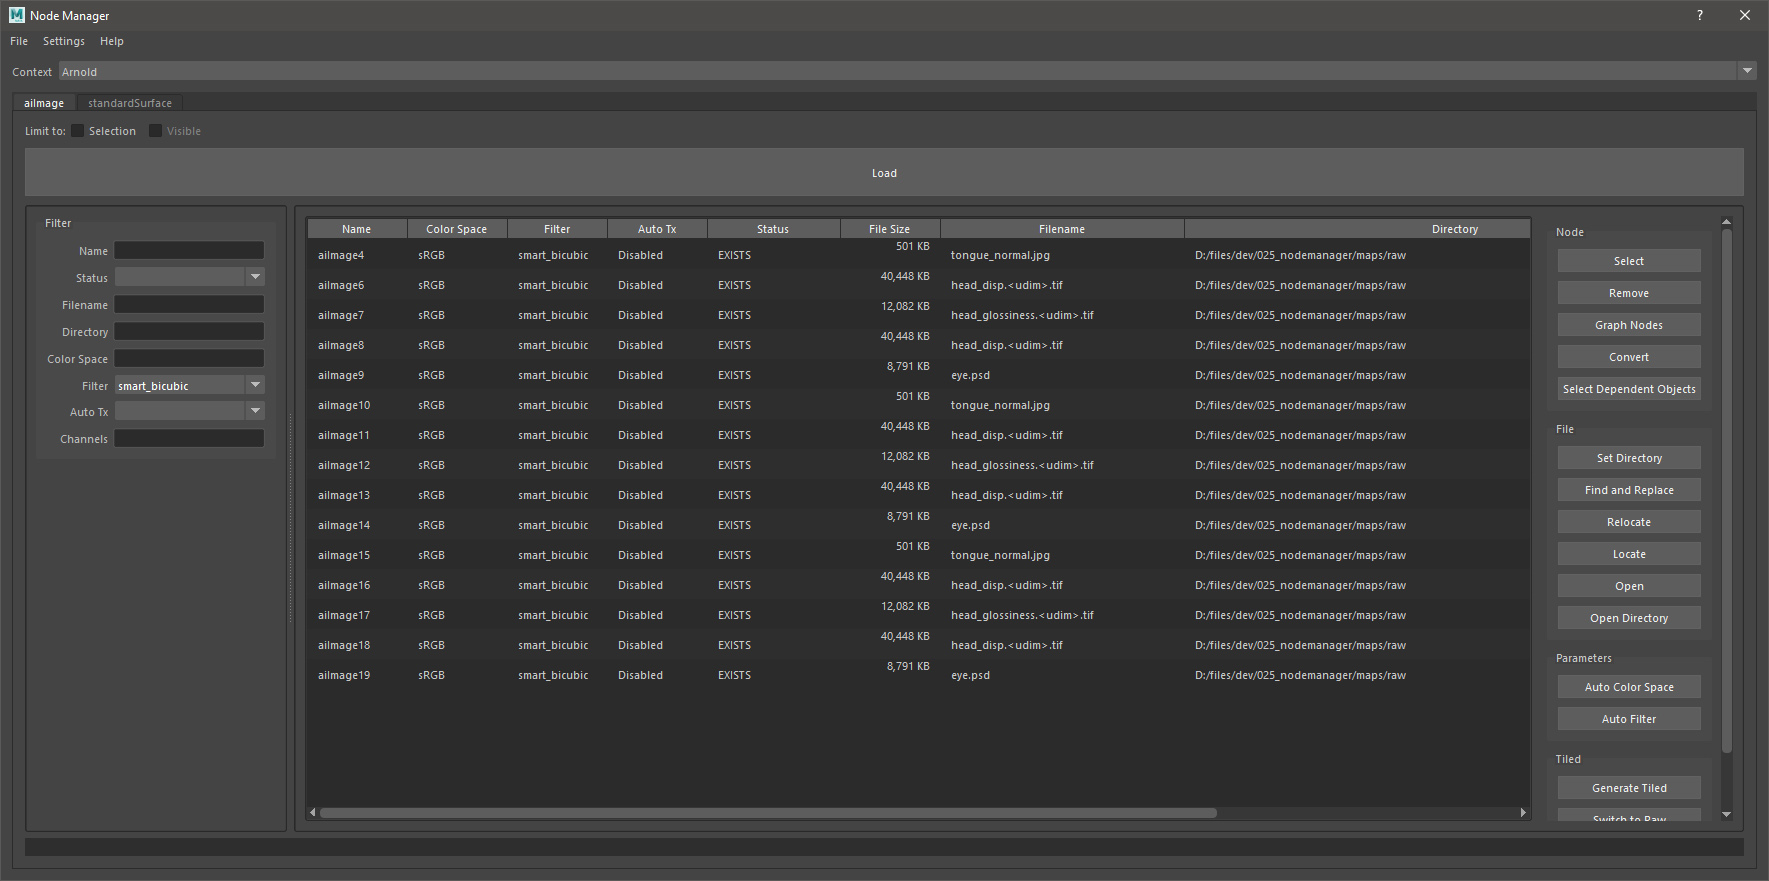 Node Manager
File Settings Help
Context Arnold
aiImage standardSurface
Limit to: Selection Visible
Load
Filter
Name
Status
Filename
Directory
Color Space
Filter smart_bicubic
Auto Tx
Channels
Name Color Space Filter Auto Tx Status File Size Filename Directory
aiImage4 sRGB smart_bicubic Disabled EXISTS 501 KB tongue_normal.jpg D:/files/dev/025_nodemanager/maps/raw
aiImage6 sRGB smart_bicubic Disabled EXISTS 40,448 KB head_disp.<udim>.tif D:/files/dev/025_nodemanager/maps/raw
aiImage7 sRGB smart_bicubic Disabled EXISTS 12,082 KB head_glossiness.<udim>.tif D:/files/dev/025_nodemanager/maps/raw
aiImage8 sRGB smart_bicubic Disabled EXISTS 40,448 KB head_disp.<udim>.tif D:/files/dev/025_nodemanager/maps/raw
aiImage9 sRGB smart_bicubic Disabled EXISTS 8,791 KB eye.psd D:/files/dev/025_nodemanager/maps/raw
aiImage10 sRGB smart_bicubic Disabled EXISTS 501 KB tongue_normal.jpg D:/files/dev/025_nodemanager/maps/raw
aiImage11 sRGB smart_bicubic Disabled EXISTS 40,448 KB head_disp.<udim>.tif D:/files/dev/025_nodemanager/maps/raw
aiImage12 sRGB smart_bicubic Disabled EXISTS 12,082 KB head_glossiness.<udim>.tif D:/files/dev/025_nodemanager/maps/raw
aiImage13 sRGB smart_bicubic Disabled EXISTS 40,448 KB head_disp.<udim>.tif D:/files/dev/025_nodemanager/maps/raw
aiImage14 sRGB smart_bicubic Disabled EXISTS 8,791 KB eye.psd D:/files/dev/025_nodemanager/maps/raw
aiImage15 sRGB smart_bicubic Disabled EXISTS 501 KB tongue_normal.jpg D:/files/dev/025_nodemanager/maps/raw
aiImage16 sRGB smart_bicubic Disabled EXISTS 40,448 KB head_disp.<udim>.tif D:/files/dev/025_nodemanager/maps/raw
aiImage17 sRGB smart_bicubic Disabled EXISTS 12,082 KB head_glossiness.<udim>.tif D:/files/dev/025_nodemanager/maps/raw
aiImage18 sRGB smart_bicubic Disabled EXISTS 40,448 KB head_disp.<udim>.tif D:/files/dev/025_nodemanager/maps/raw
aiImage19 sRGB smart_bicubic Disabled EXISTS 8,791 KB eye.psd D:/files/dev/025_nodemanager/maps/raw
Node
Select
Remove
Graph Nodes
Convert
Select Dependent Objects
File
Set Directory
Find and Replace
Relocate
Locate
Open
Open Directory
Parameters
Auto Color Space
Auto Filter
Tiled
Generate Tiled
Switch to Raw